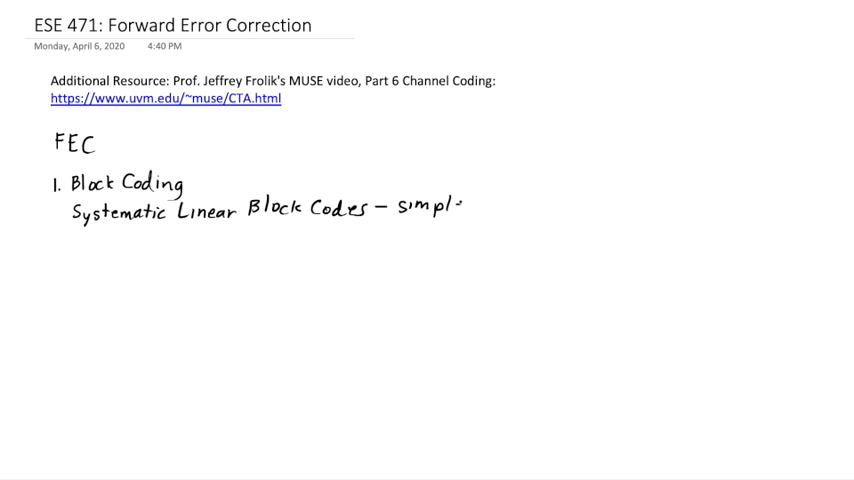 ESE 471: Forward Error Correction
Monday, April 6, 2020 4:40 PM
Additional Resource: Prof. Jeffrey Frolik's MUSE video, Part 6 Channel Coding:
https://www.uvm.edu/~muse/CTA.html
FEC
1. Block Coding
Systematic Linear Block Codes - simpl